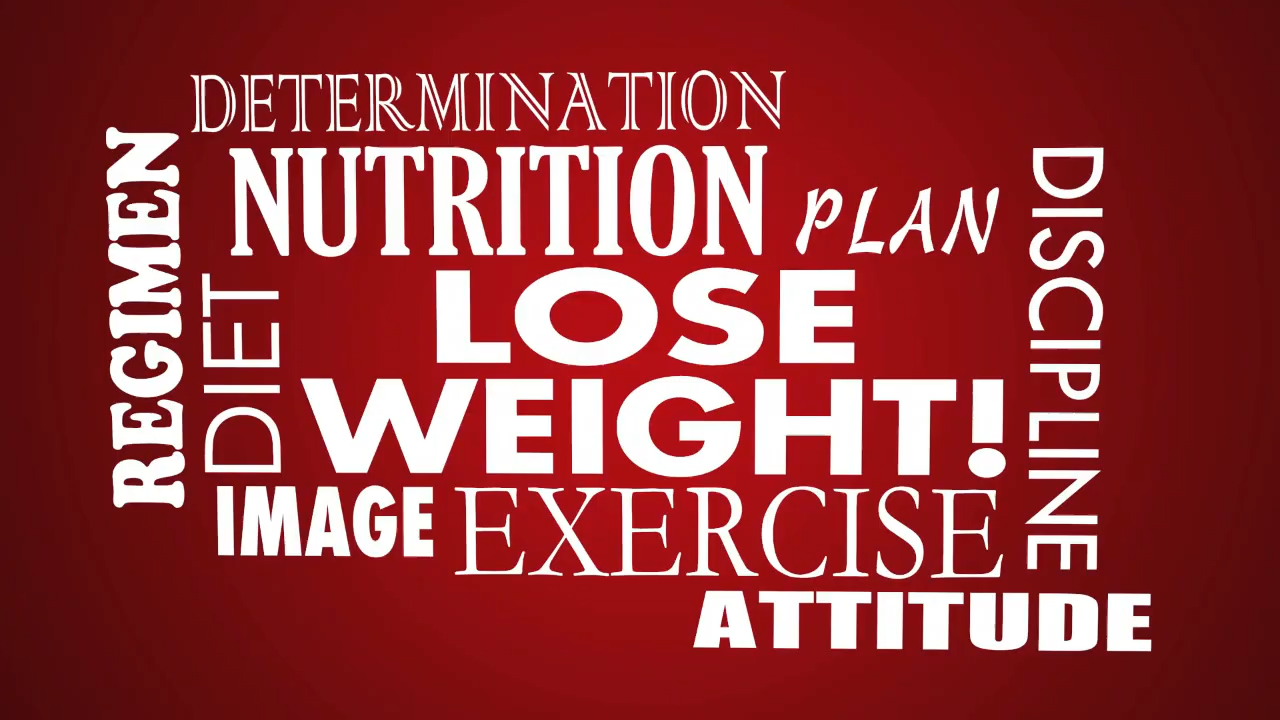 DETERMINATION
REGIMEN
NUTRITION
PLAN
DISCIPLINE
DIET
LOSE
WEIGHT!
IMAGE
EXERCISE
ATTITUDE